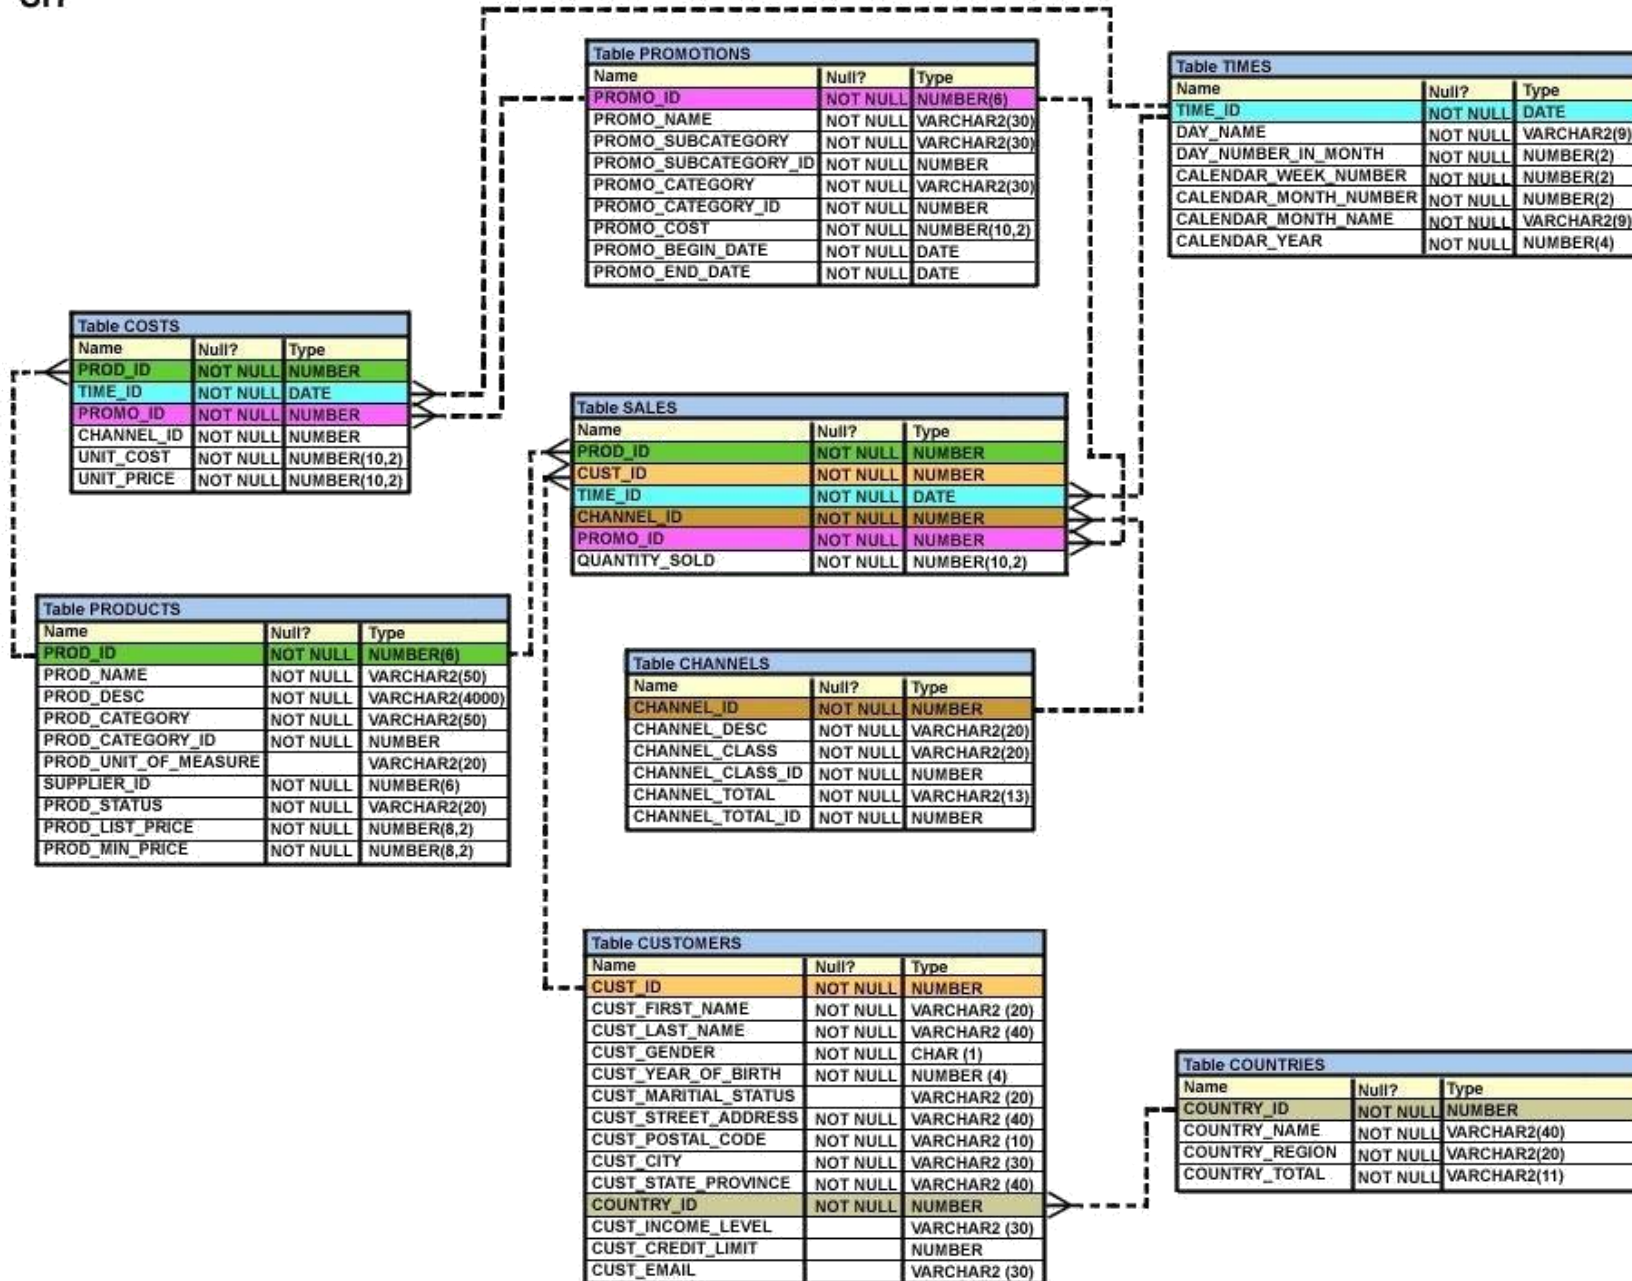 Table PROMOTIONS
Name Null? Type
PROMO_ID NOT NULL NUMBER(6)
PROMO_NAME NOT NULL VARCHAR2(30)
PROMO_SUBCATEGORY NOT NULL VARCHAR2(30)
PROMO_SUBCATEGORY_ID NOT NULL NUMBER
PROMO_CATEGORY NOT NULL VARCHAR2(30)
PROMO_CATEGORY_ID NOT NULL NUMBER
PROMO_COST NOT NULL NUMBER(10,2)
PROMO_BEGIN_DATE NOT NULL DATE
PROMO_END_DATE NOT NULL DATE
Table TIMES
Name Null? Type
TIME_ID NOT NULL DATE
DAY_NAME NOT NULL VARCHAR2(9)
DAY_NUMBER_IN_MONTH NOT NULL NUMBER(2)
CALENDAR_WEEK_NUMBER NOT NULL NUMBER(2)
CALENDAR_MONTH_NUMBER NOT NULL NUMBER(2)
CALENDAR_MONTH_NAME NOT NULL VARCHAR2(9)
CALENDAR_YEAR NOT NULL NUMBER(4)
Table COSTS
Name Null? Type
PROD_ID NOT NULL NUMBER
TIME_ID NOT NULL DATE
PROMO_ID NOT NULL NUMBER
CHANNEL_ID NOT NULL NUMBER
UNIT_COST NOT NULL NUMBER(10,2)
UNIT_PRICE NOT NULL NUMBER(10,2)
Table SALES
Name Null? Type
PROD_ID NOT NULL NUMBER
CUST_ID NOT NULL NUMBER
TIME_ID NOT NULL DATE
CHANNEL_ID NOT NULL NUMBER
PROMO_ID NOT NULL NUMBER
QUANTITY_SOLD NOT NULL NUMBER(10,2)
Table PRODUCTS
Name Null? Type
PROD_ID NOT NULL NUMBER(6)
PROD_NAME NOT NULL VARCHAR2(50)
PROD_DESC NOT NULL VARCHAR2(4000)
PROD_CATEGORY NOT NULL VARCHAR2(50)
PROD_CATEGORY_ID NOT NULL NUMBER
PROD_UNIT_OF_MEASURE VARCHAR2(20)
SUPPLIER_ID NOT NULL NUMBER(6)
PROD_STATUS NOT NULL VARCHAR2(20)
PROD_LIST_PRICE NOT NULL NUMBER(8,2)
PROD_MIN_PRICE NOT NULL NUMBER(8,2)
Table CHANNELS
Name Null? Type
CHANNEL_ID NOT NULL NUMBER
CHANNEL_DESC NOT NULL VARCHAR2(20)
CHANNEL_CLASS NOT NULL VARCHAR2(20)
CHANNEL_CLASS_ID NOT NULL NUMBER
CHANNEL_TOTAL NOT NULL VARCHAR2(13)
CHANNEL_TOTAL_ID NOT NULL NUMBER
Table CUSTOMERS
Name Null? Type
CUST_ID NOT NULL NUMBER
CUST_FIRST_NAME NOT NULL VARCHAR2 (20)
CUST_LAST_NAME NOT NULL VARCHAR2 (40)
CUST_GENDER NOT NULL CHAR (1)
CUST_YEAR_OF_BIRTH NOT NULL NUMBER (4)
CUST_MARITIAL_STATUS VARCHAR2 (20)
CUST_STREET_ADDRESS NOT NULL VARCHAR2 (40)
CUST_POSTAL_CODE NOT NULL VARCHAR2 (10)
CUST_CITY NOT NULL VARCHAR2 (30)
CUST_STATE_PROVINCE NOT NULL VARCHAR2 (40)
COUNTRY_ID NOT NULL NUMBER
CUST_INCOME_LEVEL VARCHAR2 (30)
CUST_CREDIT_LIMIT NUMBER
CUST_EMAIL VARCHAR2 (30)
Table COUNTRIES
Name Null? Type
COUNTRY_ID NOT NULL NUMBER
COUNTRY_NAME NOT NULL VARCHAR2(40)
COUNTRY_REGION NOT NULL VARCHAR2(20)
COUNTRY_TOTAL NOT NULL VARCHAR2(11)